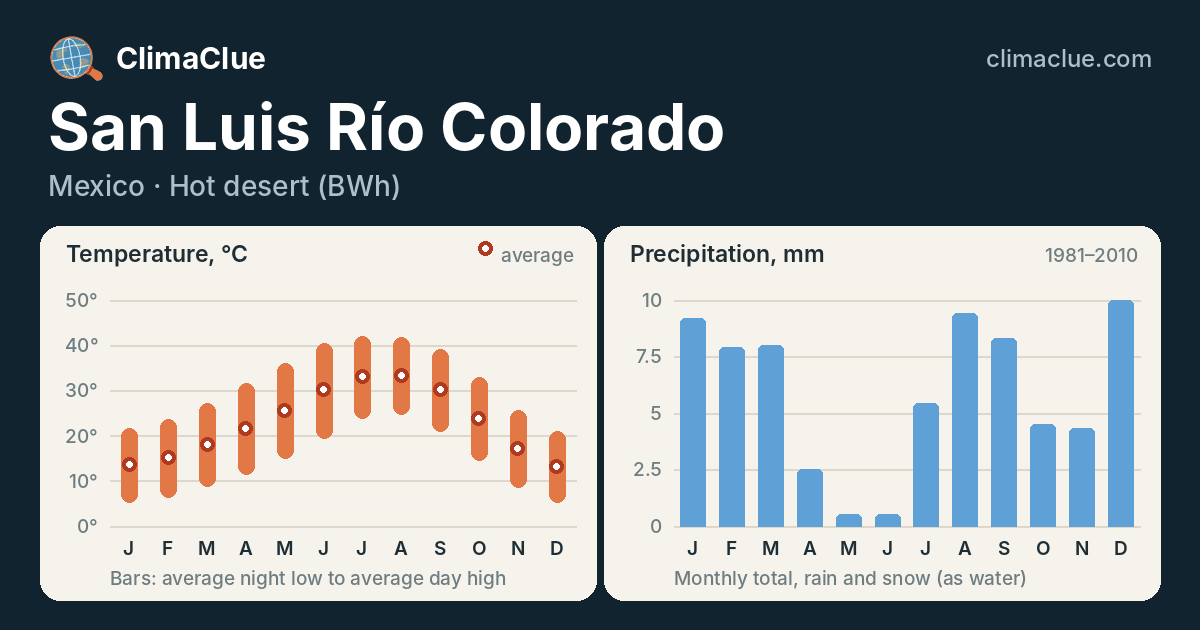 ClimaClue
climaclue.com
San Luis Río Colorado
Mexico · Hot desert (BWh)
Temperature, °C
average
50°
40°
30°
20°
10°
0°
J F M A M J J A S O N D
Bars: average night low to average day high
Precipitation, mm
1981–2010
10
7.5
5
2.5
0
J F M A M J J A S O N D
Monthly total, rain and snow (as water)